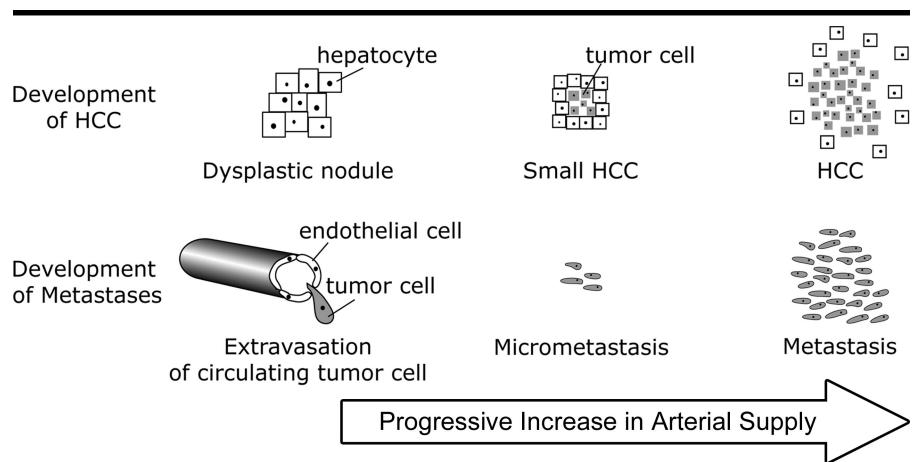 hepatocyte
tumor cell
Development
of HCC
Dysplastic nodule
Small HCC
HCC
endothelial cell
Development
of Metastases
tumor cell
Extravasation
of circulating tumor cell
Micrometastasis
Metastasis
Progressive Increase in Arterial Supply